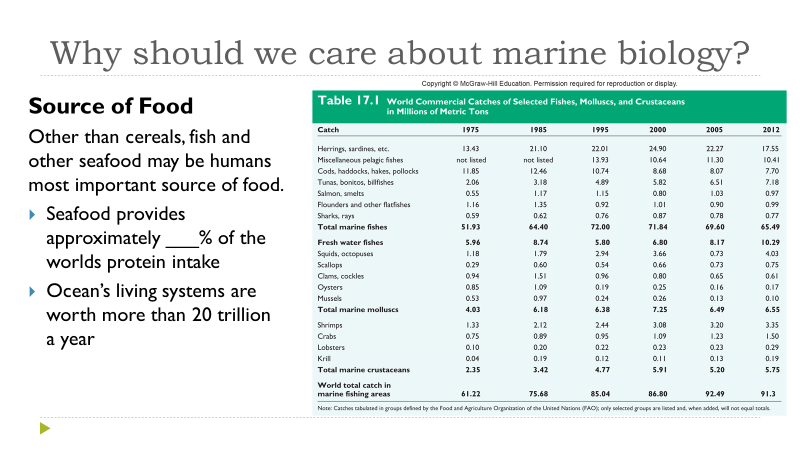 Why should we care about marine biology?
Copyright © McGraw-Hill Education. Permission required for reproduction or display.
Source of Food
Other than cereals, fish and
other seafood may be humans
most important source of food.
Seafood provides
approximately ___% of the
worlds protein intake
Ocean's living systems are
worth more than 20 trillion
a year
Table 17.1 World Commercial Catches of Selected Fishes, Molluscs, and Crustaceans
in Millions of Metric Tons
Catch 1975 1985 1995 2000 2005 2012
Herrings, sardines, etc. 13.43 21.10 22.01 24.90 22.27 17.55
Miscellaneous pelagic fishes not listed not listed 13.93 10.64 11.30 10.41
Cods, haddocks, hakes, pollocks 11.85 12.46 10.74 8.68 8.07 7.70
Tunas, bonitos, billfishes 2.06 3.18 4.89 5.82 6.51 7.18
Salmon, smelts 0.55 1.17 1.15 0.80 1.03 0.97
Flounders and other flatfishes 1.16 1.35 0.92 1.01 0.90 0.99
Sharks, rays 0.59 0.62 0.76 0.87 0.78 0.77
Total marine fishes 51.93 64.40 72.00 71.84 69.60 65.49
Fresh water fishes 5.96 8.74 5.80 6.80 8.17 10.29
Squids, octopuses 1.18 1.79 2.94 3.66 0.73 4.03
Scallops 0.29 0.60 0.54 0.66 0.73 0.75
Clams, cockles 0.94 1.51 0.96 0.80 0.65 0.61
Oysters 0.85 1.09 0.19 0.25 0.16 0.17
Mussels 0.53 0.97 0.24 0.26 0.13 0.10
Total marine molluscs 4.03 6.18 6.38 7.25 6.49 6.55
Shrimps 1.33 2.12 2.44 3.08 3.20 3.35
Crabs 0.75 0.89 0.95 1.09 1.23 1.50
Lobsters 0.10 0.20 0.22 0.23 0.23 0.29
Krill 0.04 0.19 0.12 0.11 0.13 0.19
Total marine crustaceans 2.35 3.42 4.77 5.91 5.20 5.75
World total catch in
marine fishing areas 61.22 75.68 85.04 86.80 92.49 91.3
Note: Catches tabulated in groups defined by the Food and Agriculture Organization of the United Nations (FAO); only selected groups are listed and, when added, will not equal totals.